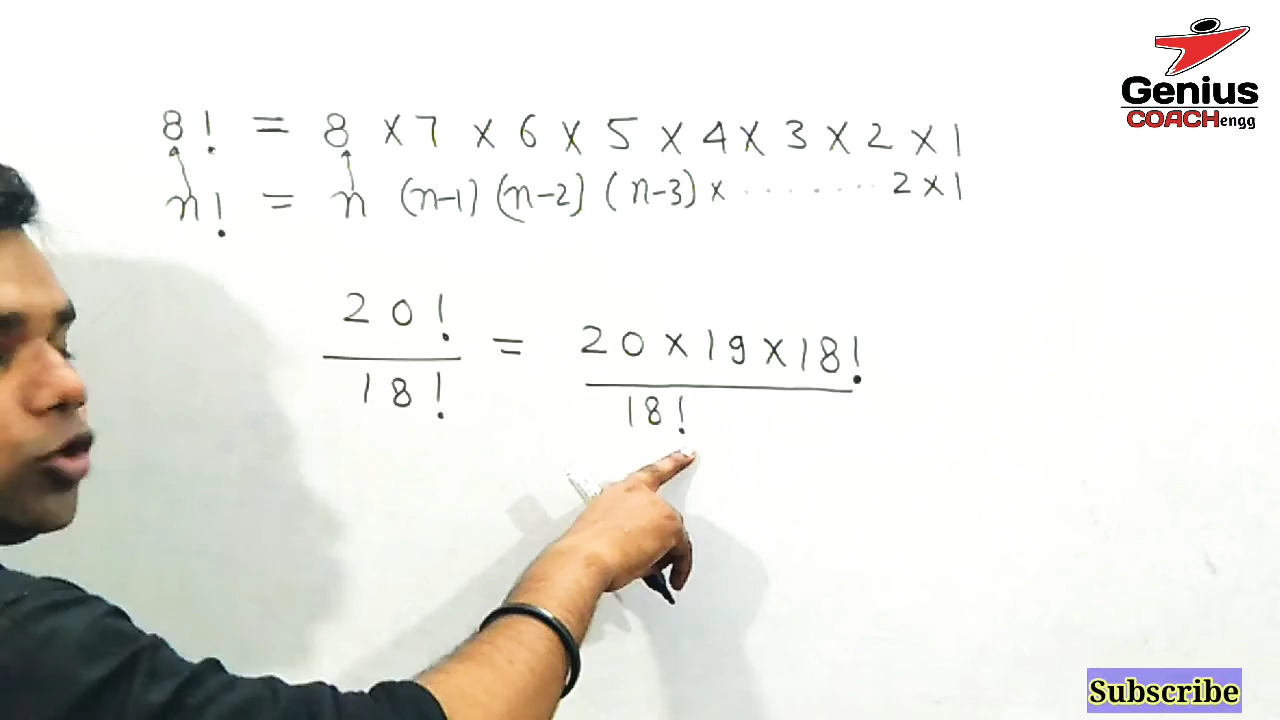 Genius
COACHengg
8! = 8 × 7 × 6 × 5 × 4 × 3 × 2 × 1
n! = n (n-1) (n-2) (n-3) × ........ 2 × 1
20! / 18! = 20 × 19 × 18! / 18!
Subscribe